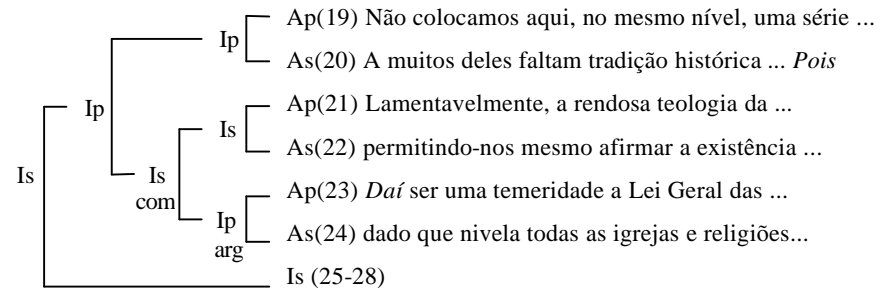 Ap(19) Não colocamos aqui, no mesmo nível, uma série ...
Ip
As(20) A muitos deles faltam tradição histórica ... Pois
Ip
Ap(21) Lamentavelmente, a rendosa teologia da ...
Is
As(22) permitindo-nos mesmo afirmar a existência ...
Is
Is
com
Ap(23) Daí ser uma temeridade a Lei Geral das ...
Ip
arg
As(24) dado que nivela todas as igrejas e religiões...
Is (25-28)